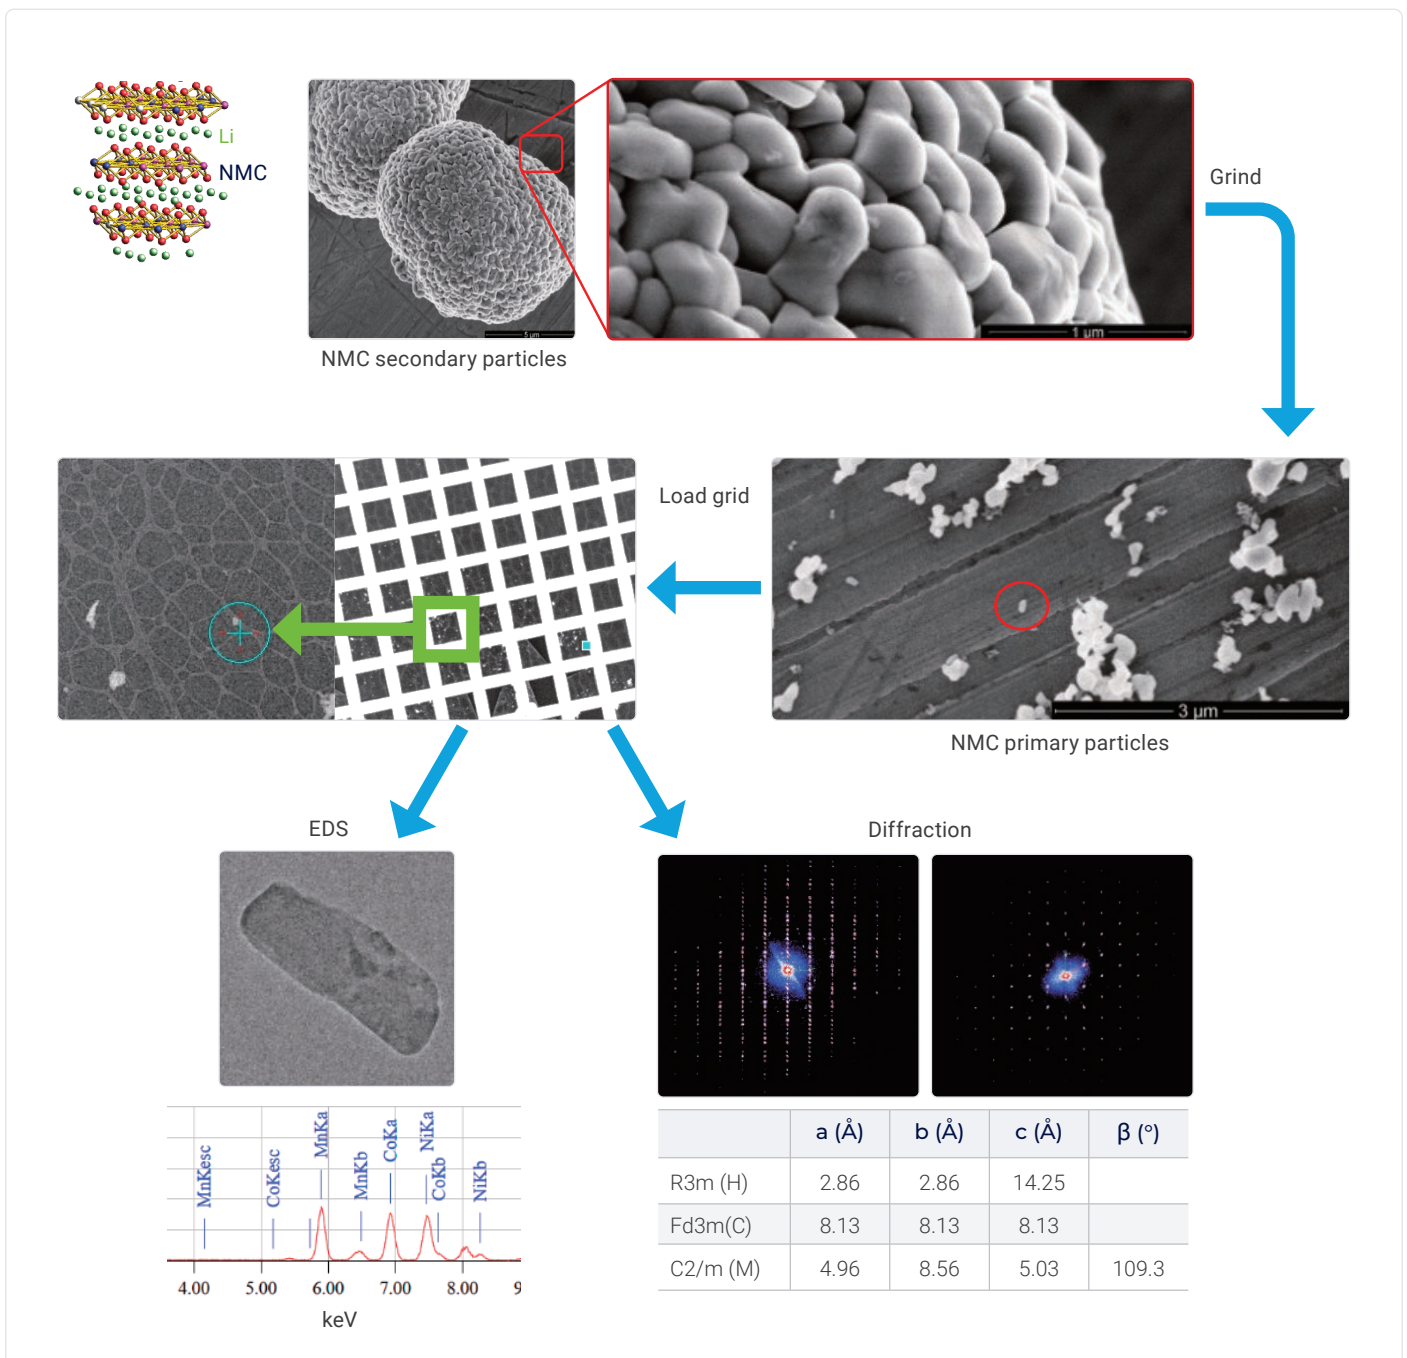 Li
NMC
Grind
5 µm
1 µm
NMC secondary particles
Load grid
3 µm
NMC primary particles
EDS
Diffraction
MnKesc
CoKesc
MnKa
MnKb
CoKa
NiKa
CoKb
NiKb
4.00 5.00 6.00 7.00 8.00 9
keV
a (Å) b (Å) c (Å) β (°)
R3m (H) 2.86 2.86 14.25
Fd3m(C) 8.13 8.13 8.13
C2/m (M) 4.96 8.56 5.03 109.3